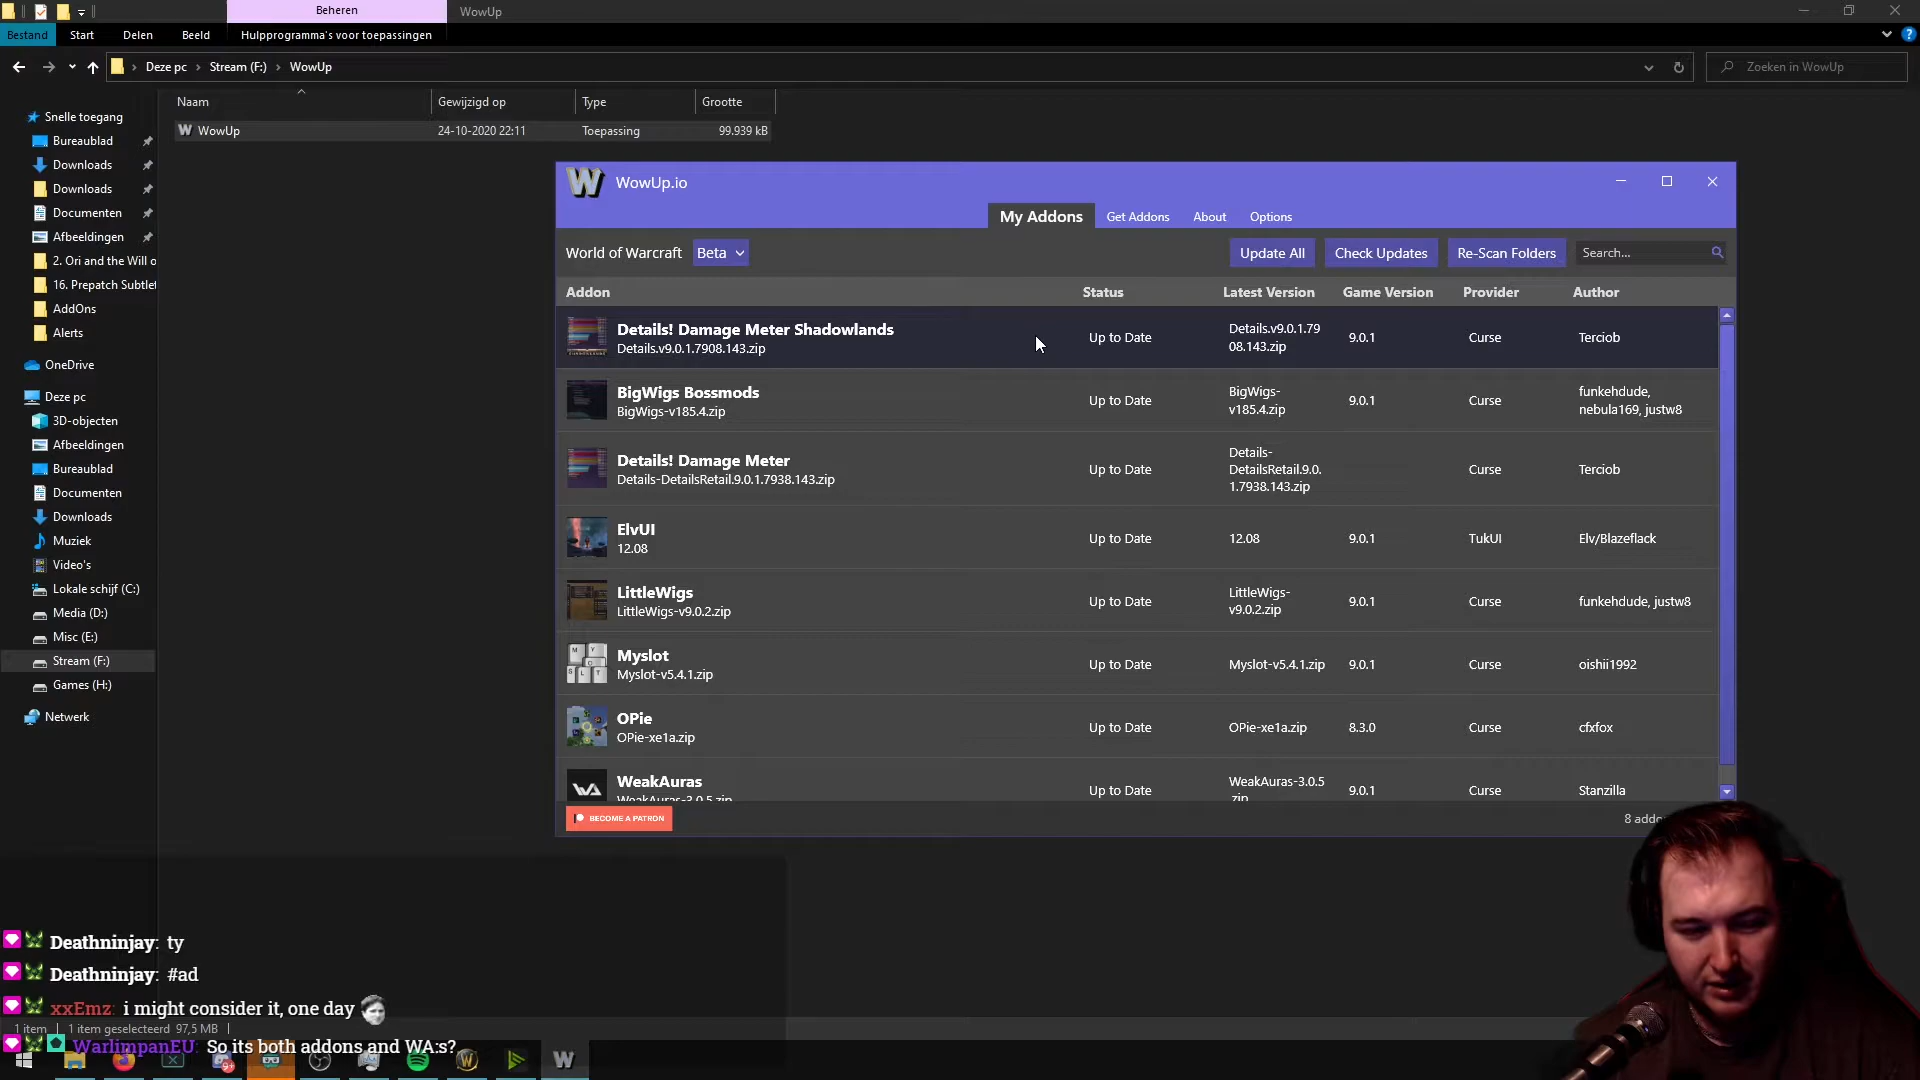 Beheren
WowUp
Bestand
Start
Delen
Beeld
Hulpprogramma's voor toepassingen
Deze pc
Stream (F:)
WowUp
Zoeken in WowUp
Naam
Gewijzigd op
Type
Grootte
WowUp
24-10-2020 22:11
Toepassing
99.939 kB
Snelle toegang
Bureaublad
Downloads
Downloads
Documenten
Afbeeldingen
2. Ori and the Will o
16. Prepatch Subtlet
AddOns
Alerts
OneDrive
Deze pc
3D-objecten
Afbeeldingen
Bureaublad
Documenten
Downloads
Muziek
Video's
Lokale schijf (C:)
Media (D:)
Misc (E:)
Stream (F:)
Games (H:)
Netwerk
W WowUp.io
My Addons
Get Addons
About
Options
World of Warcraft
Beta
Update All
Check Updates
Re-Scan Folders
Search...
Addon
Status
Latest Version
Game Version
Provider
Author
Details! Damage Meter Shadowlands
Details.v9.0.1.7908.143.zip
Up to Date
Details.v9.0.1.79
08.143.zip
9.0.1
Curse
Terciob
BigWigs Bossmods
BigWigs-v185.4.zip
Up to Date
BigWigs-
v185.4.zip
9.0.1
Curse
funkehdude,
nebula169, justw8
Details! Damage Meter
Details-DetailsRetail.9.0.1.7938.143.zip
Up to Date
Details-
DetailsRetail.9.0.
1.7938.143.zip
9.0.1
Curse
Terciob
ElvUI
12.08
Up to Date
12.08
9.0.1
TukUI
Elv/Blazeflack
LittleWigs
LittleWigs-v9.0.2.zip
Up to Date
LittleWigs-
v9.0.2.zip
9.0.1
Curse
funkehdude, justw8
M Y
S L T
Myslot
Myslot-v5.4.1.zip
Up to Date
Myslot-v5.4.1.zip
9.0.1
Curse
oishii1992
OPie
OPie-xe1a.zip
Up to Date
OPie-xe1a.zip
8.3.0
Curse
cfxfox
WA
WeakAuras
WeakAuras-3.0.5.zip
Up to Date
WeakAuras-3.0.5
.zip
9.0.1
Curse
Stanzilla
BECOME A PATRON
8 addo
Deathninjay: ty
Deathninjay: #ad
xxEmz: i might consider it, one day
1 item
1 item geselecteerd 97,5 MB
WarlimpanEU: So its both addons and WA:s?
9+